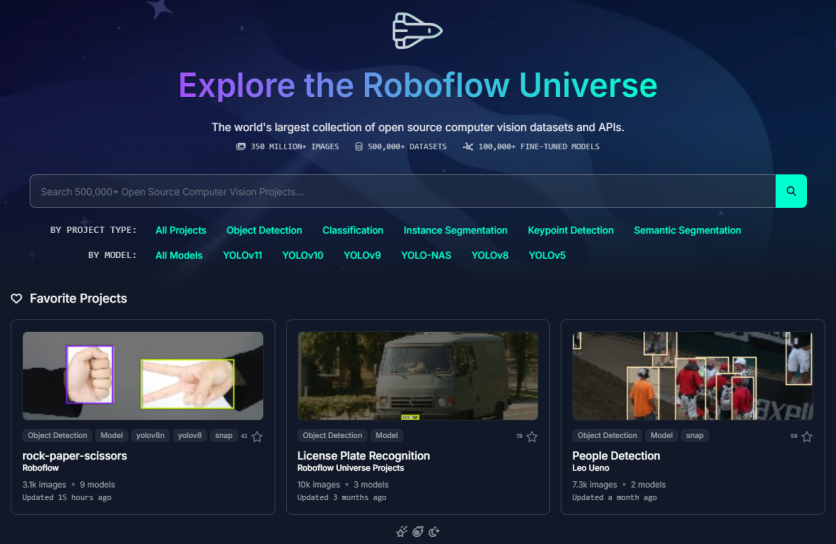 Explore the Roboflow Universe
The world's largest collection of open source computer vision datasets and APIs.
350 MILLION+ IMAGES 500,000+ DATASETS 100,000+ FINE-TUNED MODELS
Search 500,000+ Open Source Computer Vision Projects...
BY PROJECT TYPE: All Projects Object Detection Classification Instance Segmentation Keypoint Detection Semantic Segmentation
BY MODEL: All Models YOLOv11 YOLOv10 YOLOv9 YOLO-NAS YOLOv8 YOLOv5
Favorite Projects
Object Detection Model yolov8n yolov8 snap 42
rock-paper-scissors
Roboflow
3.1k images • 9 models
Updated 15 hours ago
Object Detection Model 78
License Plate Recognition
Roboflow Universe Projects
10k images • 3 models
Updated 3 months ago
Object Detection Model snap 59
People Detection
Leo Ueno
7.3k images • 2 models
Updated a month ago